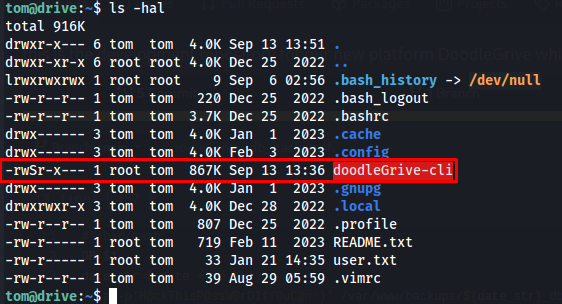 tom@drive:~$ ls -hal
total 916K
drwxr-x--- 6 tom  tom  4.0K Sep 13 13:51 .
drwxr-xr-x 6 root root 4.0K Dec 25  2022 ..
lrwxrwxrwx 1 root root    9 Sep  6 02:56 .bash_history -> /dev/null
-rw-r--r-- 1 tom  tom   220 Dec 25  2022 .bash_logout
-rw-r--r-- 1 tom  tom  3.7K Dec 25  2022 .bashrc
drwx------ 3 tom  tom  4.0K Jan  1  2023 .cache
drwx------ 3 tom  tom  4.0K Feb  3  2023 .config
-rwSr-x--- 1 root tom  867K Sep 13 13:36 doodleGrive-cli
drwx------ 3 tom  tom  4.0K Jan  1  2023 .gnupg
drwxrwxr-x 3 tom  tom  4.0K Dec 28  2022 .local
-rw-r--r-- 1 tom  tom   807 Dec 25  2022 .profile
-rw-r--r-- 1 root tom   719 Feb 11  2023 README.txt
-rw-r----- 1 root tom    33 Jan 21 14:35 user.txt
-rw-r--r-- 1 tom  tom    39 Aug 29 05:59 .vimrc
tom@drive:~$